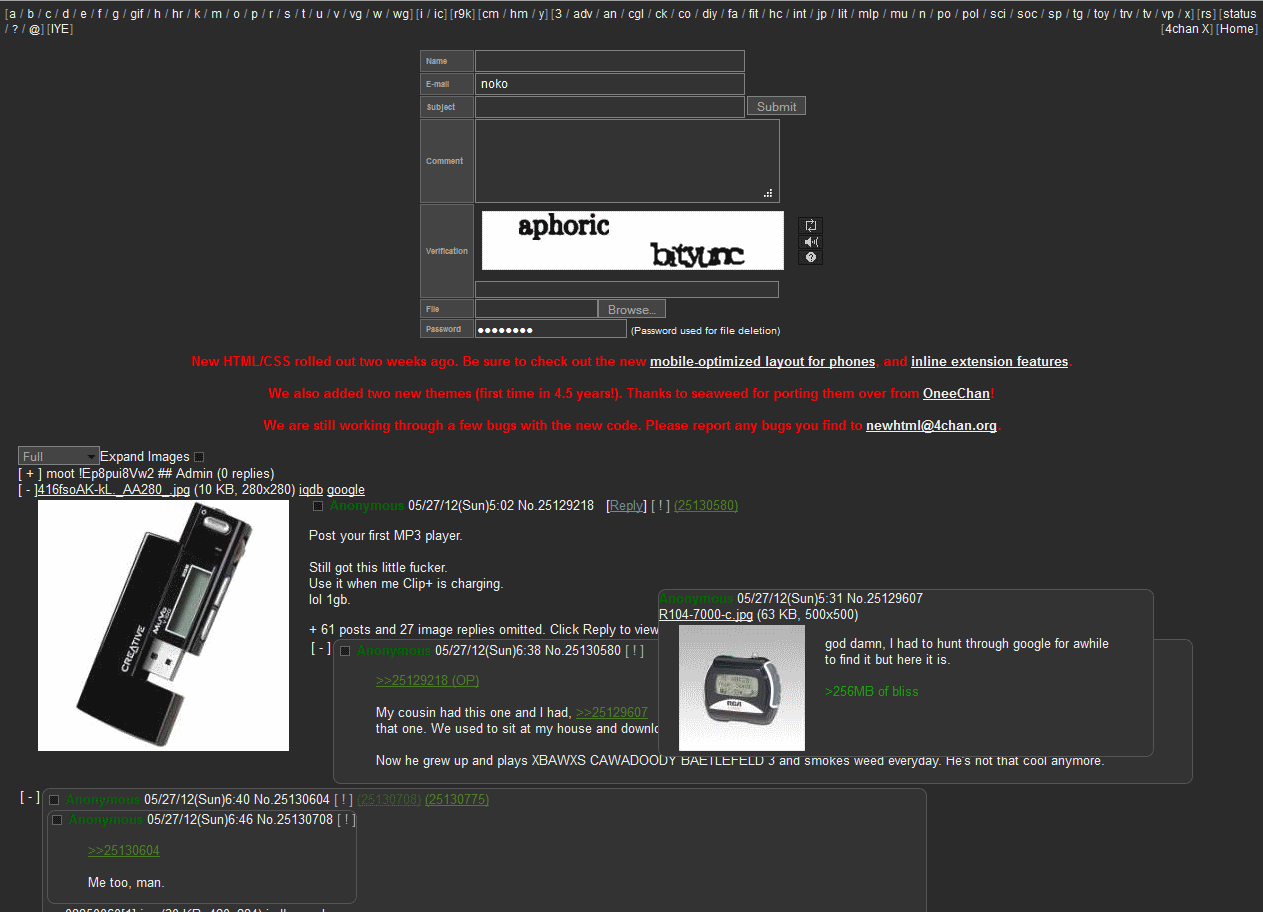 [a / b / c / d / e / f / g / gif / h / hr / k / m / o / p / r / s / t / u / v / vg / w / wg] [i / ic] [r9k] [cm / hm / y] [3 / adv / an / cgl / ck / co / diy / fa / fit / hc / int / jp / lit / mlp / mu / n / po / pol / sci / soc / sp / tg / toy / trv / tv / vp / x] [rs] [status
/ ? / @] [IYE]
[4chan X] [Home]
Name
E-mail
noko
Subject
Submit
Comment
Verification
aphoric
bityunc
File
Browse...
Password
(Password used for file deletion)
New HTML/CSS rolled out two weeks ago. Be sure to check out the new mobile-optimized layout for phones, and inline extension features.
We also added two new themes (first time in 4.5 years!). Thanks to seaweed for porting them over from OneeChan!
We are still working through a few bugs with the new code. Please report any bugs you find to newhtml@4chan.org.
Full
Expand Images
[ + ] moot !Ep8pui8Vw2 ## Admin (0 replies)
[ - ]416fsoAK-kL._AA280_.jpg (10 KB, 280x280) iqdb google
Anonymous 05/27/12(Sun)5:02 No.25129218 [Reply] [ ! ] (25130580)
Post your first MP3 player.
Still got this little fucker.
Use it when me Clip+ is charging.
lol 1gb.
CREATIVE
MuVo
+ 61 posts and 27 image replies omitted. Click Reply to view
Anonymous 05/27/12(Sun)5:31 No.25129607
R104-7000-c.jpg (63 KB, 500x500)
god damn, I had to hunt through google for awhile
to find it but here it is.
>256MB of bliss
RCA
[ - ]
Anonymous 05/27/12(Sun)6:38 No.25130580 [ ! ]
>>25129218 (OP)
My cousin had this one and I had, >>25129607
that one. We used to sit at my house and downlo
Now he grew up and plays XBAWXS CAWADOODY BAETLEFELD 3 and smokes weed everyday. He's not that cool anymore.
[ - ]
Anonymous 05/27/12(Sun)6:40 No.25130604 [ ! ] (25130708) (25130775)
Anonymous 05/27/12(Sun)6:46 No.25130708 [ ! ]
>>25130604
Me too, man.